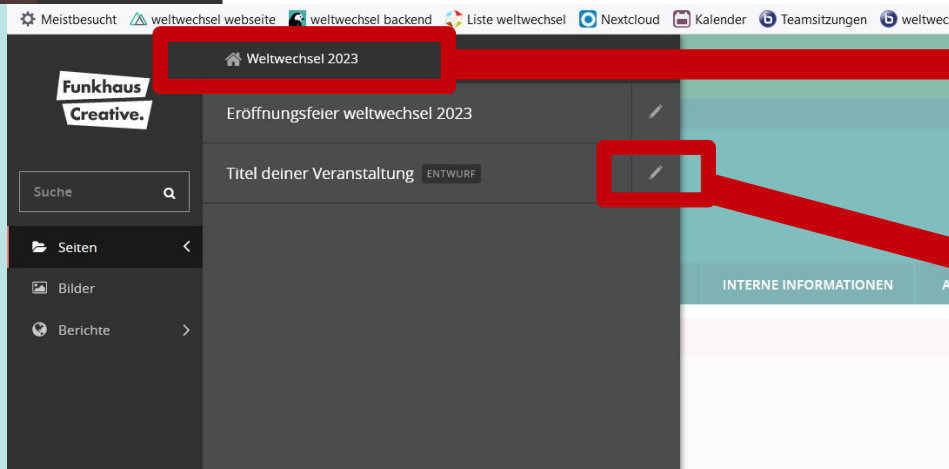 Meistbesucht weltwechsel webseite weltwechsel backend Liste weltwechsel Nextcloud Kalender Teamsitzungen weltwec
Weltwechsel 2023
Funkhaus
Creative.
Eröffnungsfeier weltwechsel 2023
Titel deiner Veranstaltung ENTWURF
Suche
Seiten
Bilder
Berichte
INTERNE INFORMATIONEN A